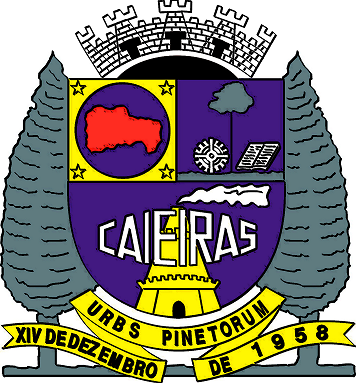 CAIEIRAS
URBS PINETORUM
XIV DE DEZEMBRO DE 1958